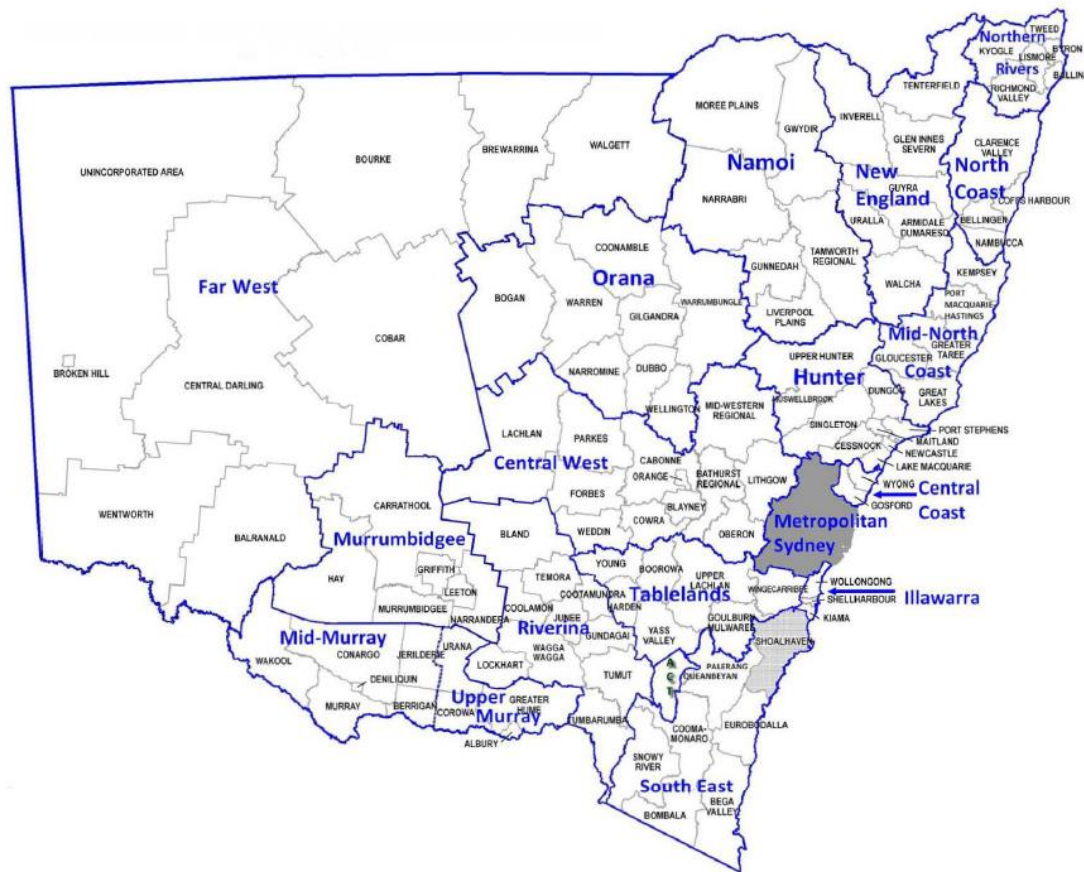 Northern
TWEED
KYOGLE
LISMORE
BYRON
Rivers
BALLINA
RICHMOND
VALLEY
TENTERFIELD
MOREE PLAINS
GWYDIR
INVERELL
GLEN INNES
SEVERN
CLARENCE
VALLEY
UNINCORPORATED AREA
BOURKE
BREWARRINA
WALGETT
Namoi
New
England
North
Coast
NARRABRI
GUYRA
URALLA
ARMIDALE
DUMARESQ
COFFS HARBOUR
BELLINGEN
NAMBUCCA
COONAMBLE
Orana
GUNNEDAH
TAMWORTH
REGIONAL
KEMPSEY
Far West
BOGAN
WARREN
WARRUMBUNGLE
GILGANDRA
LIVERPOOL
PLAINS
WALCHA
PORT
MACQUARIE
HASTINGS
COBAR
Mid-North
Coast
GREATER
TAREE
GLOUCESTER
BROKEN HILL
CENTRAL DARLING
NARROMINE
DUBBO
UPPER HUNTER
Hunter
WELLINGTON
MID-WESTERN
REGIONAL
MUSWELLBROOK
DUNGOG
GREAT
LAKES
LACHLAN
PARKES
SINGLETON
PORT STEPHENS
MAITLAND
CESSNOCK
NEWCASTLE
LAKE MACQUARIE
Central West
CABONNE
ORANGE
BATHURST
REGIONAL
LITHGOW
WYONG
GOSFORD
Central
Coast
WENTWORTH
BALRANALD
CARRATHOOL
FORBES
BLAYNEY
COWRA
OBERON
Metropolitan
Sydney
Murrumbidgee
BLAND
WEDDIN
HAY
GRIFFITH
LEETON
YOUNG
BOOROWA
UPPER
LACHLAN
TEMORA
COOTAMUNDRA
HARDEN
Tablelands
WINGECARRIBEE
WOLLONGONG
SHELLHARBOUR
KIAMA
Illawarra
MURRUMBIDGEE
NARRANDERA
COOLAMON
JUNEE
Riverina
GUNDAGAI
GOULBURN
MULWAREE
Mid-Murray
CONARGO
JERILDERIE
URANA
WAGGA
WAGGA
YASS
VALLEY
SHOALHAVEN
WAKOOL
DENILIQUIN
LOCKHART
TUMUT
A
C
T
PALERANG
QUEANBEYAN
MURRAY
BERRIGAN
COROWA
Upper
Murray
GREATER
HUME
ALBURY
TUMBARUMBA
COOMA-
MONARO
EUROBODALLA
SNOWY
RIVER
South East
BOMBALA
BEGA
VALLEY